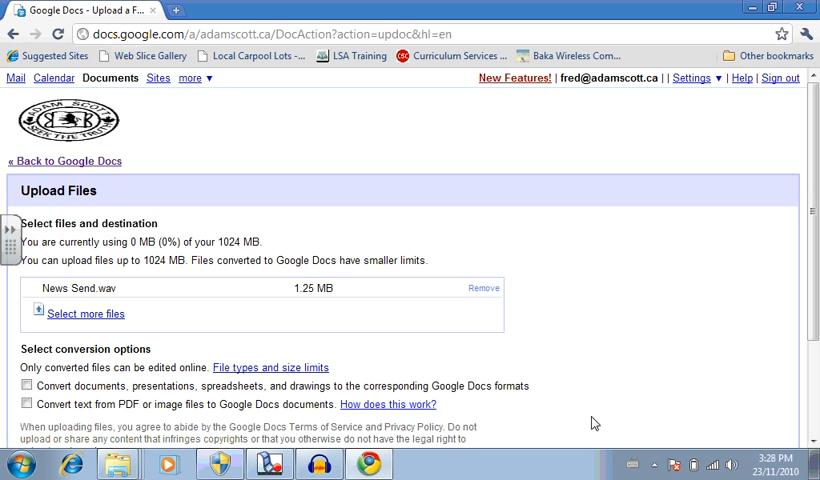 Google Docs - Upload a F...
docs.google.com/a/adamscott.ca/DocAction?action=updoc&hl=en
Suggested Sites Web Slice Gallery Local Carpool Lots -... LSA Training CSC Curriculum Services ... Baka Wireless Com... Other bookmarks
Mail Calendar Documents Sites more ▼ New Features! | fred@adamscott.ca | | Settings ▼ | Help | Sign out
ADAM SCOTT
SEEK THE TRUTH
« Back to Google Docs
Upload Files
Select files and destination
You are currently using 0 MB (0%) of your 1024 MB.
You can upload files up to 1024 MB. Files converted to Google Docs have smaller limits.
News Send.wav 1.25 MB Remove
Select more files
Select conversion options
Only converted files can be edited online. File types and size limits
Convert documents, presentations, spreadsheets, and drawings to the corresponding Google Docs formats
Convert text from PDF or image files to Google Docs documents. How does this work?
When uploading files, you agree to abide by the Google Docs Terms of Service and Privacy Policy. Do not
upload or share any content that infringes copyrights or that you otherwise do not have the legal right to
3:28 PM
23/11/2010